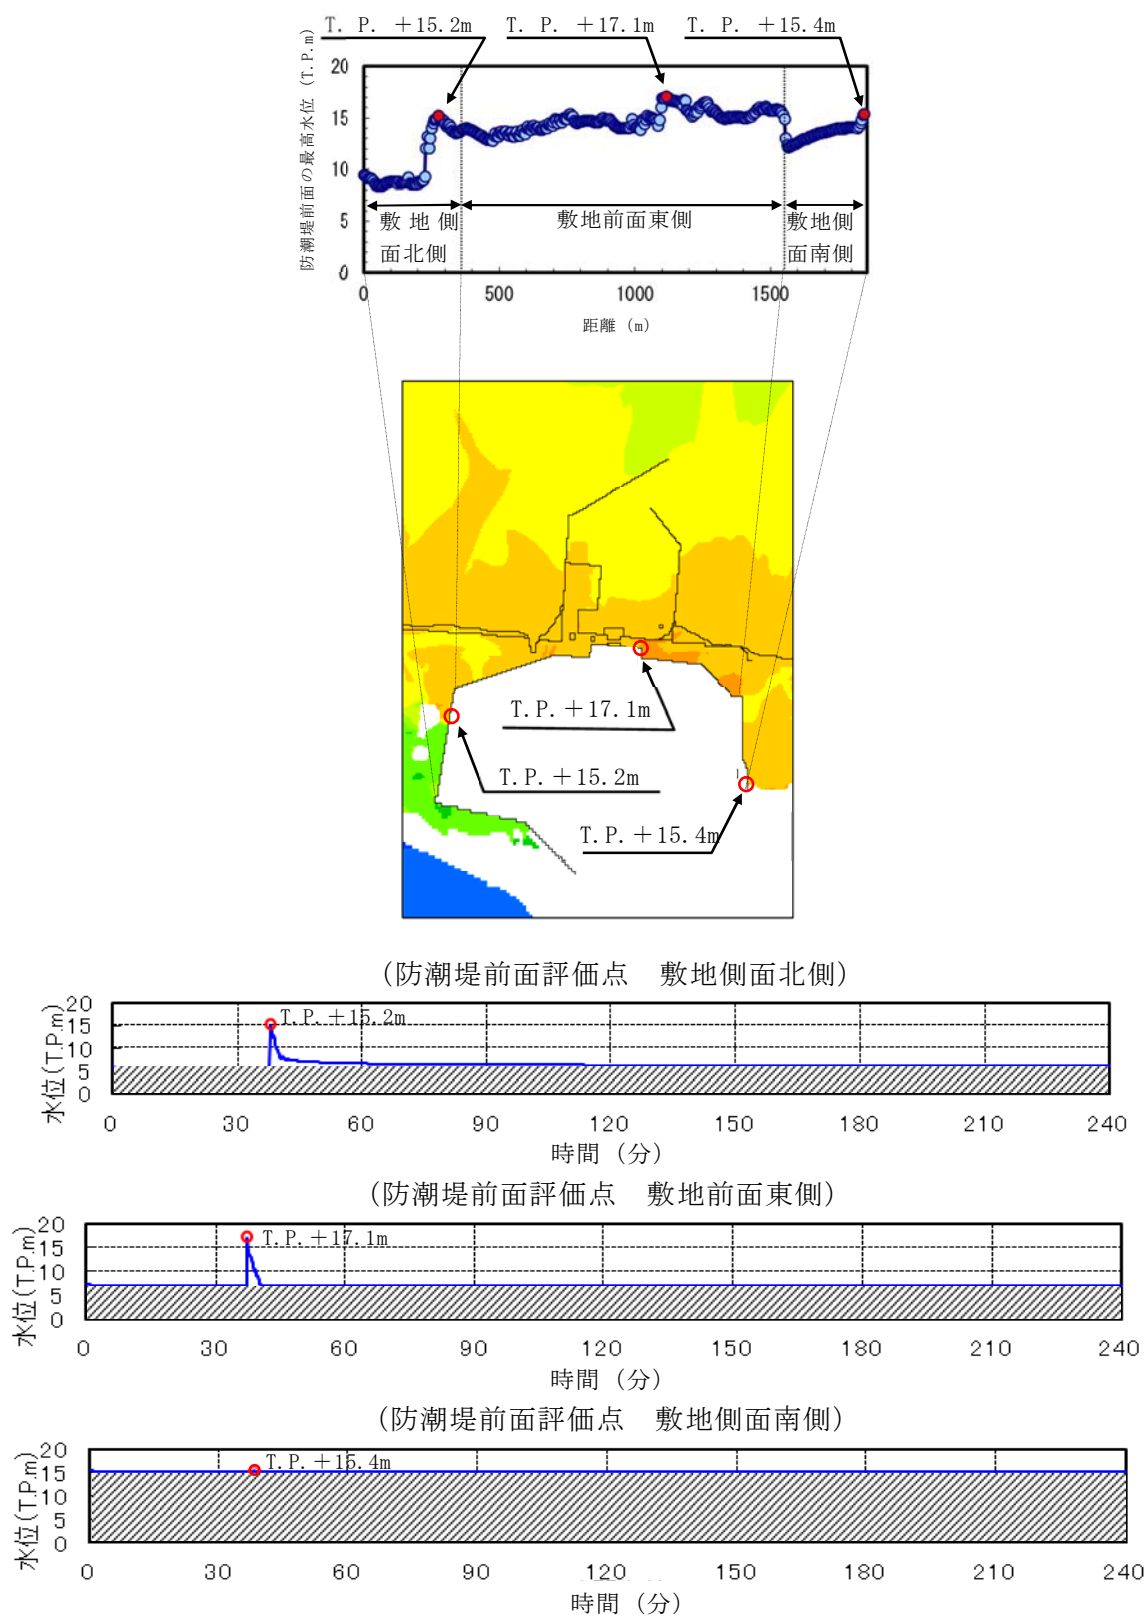 T. P. ＋15.2m
T. P. ＋17.1m
T. P. ＋15.4m
防潮堤前面の最高水位 (T.P.m)
20
15
10
5
0
敷地側
面北側
敷地前面東側
敷地側
面南側
0
500
1000
1500
距離 (m)
T.P.＋17.1m
T.P.＋15.2m
T.P.＋15.4m
(防潮堤前面評価点　敷地側面北側)
水位(T.P.m)
20
15
10
5
0
T.P.＋15.2m
0 30 60 90 120 150 180 210 240
時間 (分)
(防潮堤前面評価点　敷地前面東側)
水位(T.P.m)
20
15
10
5
0
T.P.＋17.1m
0 30 60 90 120 150 180 210 240
時間 (分)
(防潮堤前面評価点　敷地側面南側)
水位(T.P.m)
20
15
10
5
0
T.P.＋15.4m
0 30 60 90 120 150 180 210 240
時間 (分)